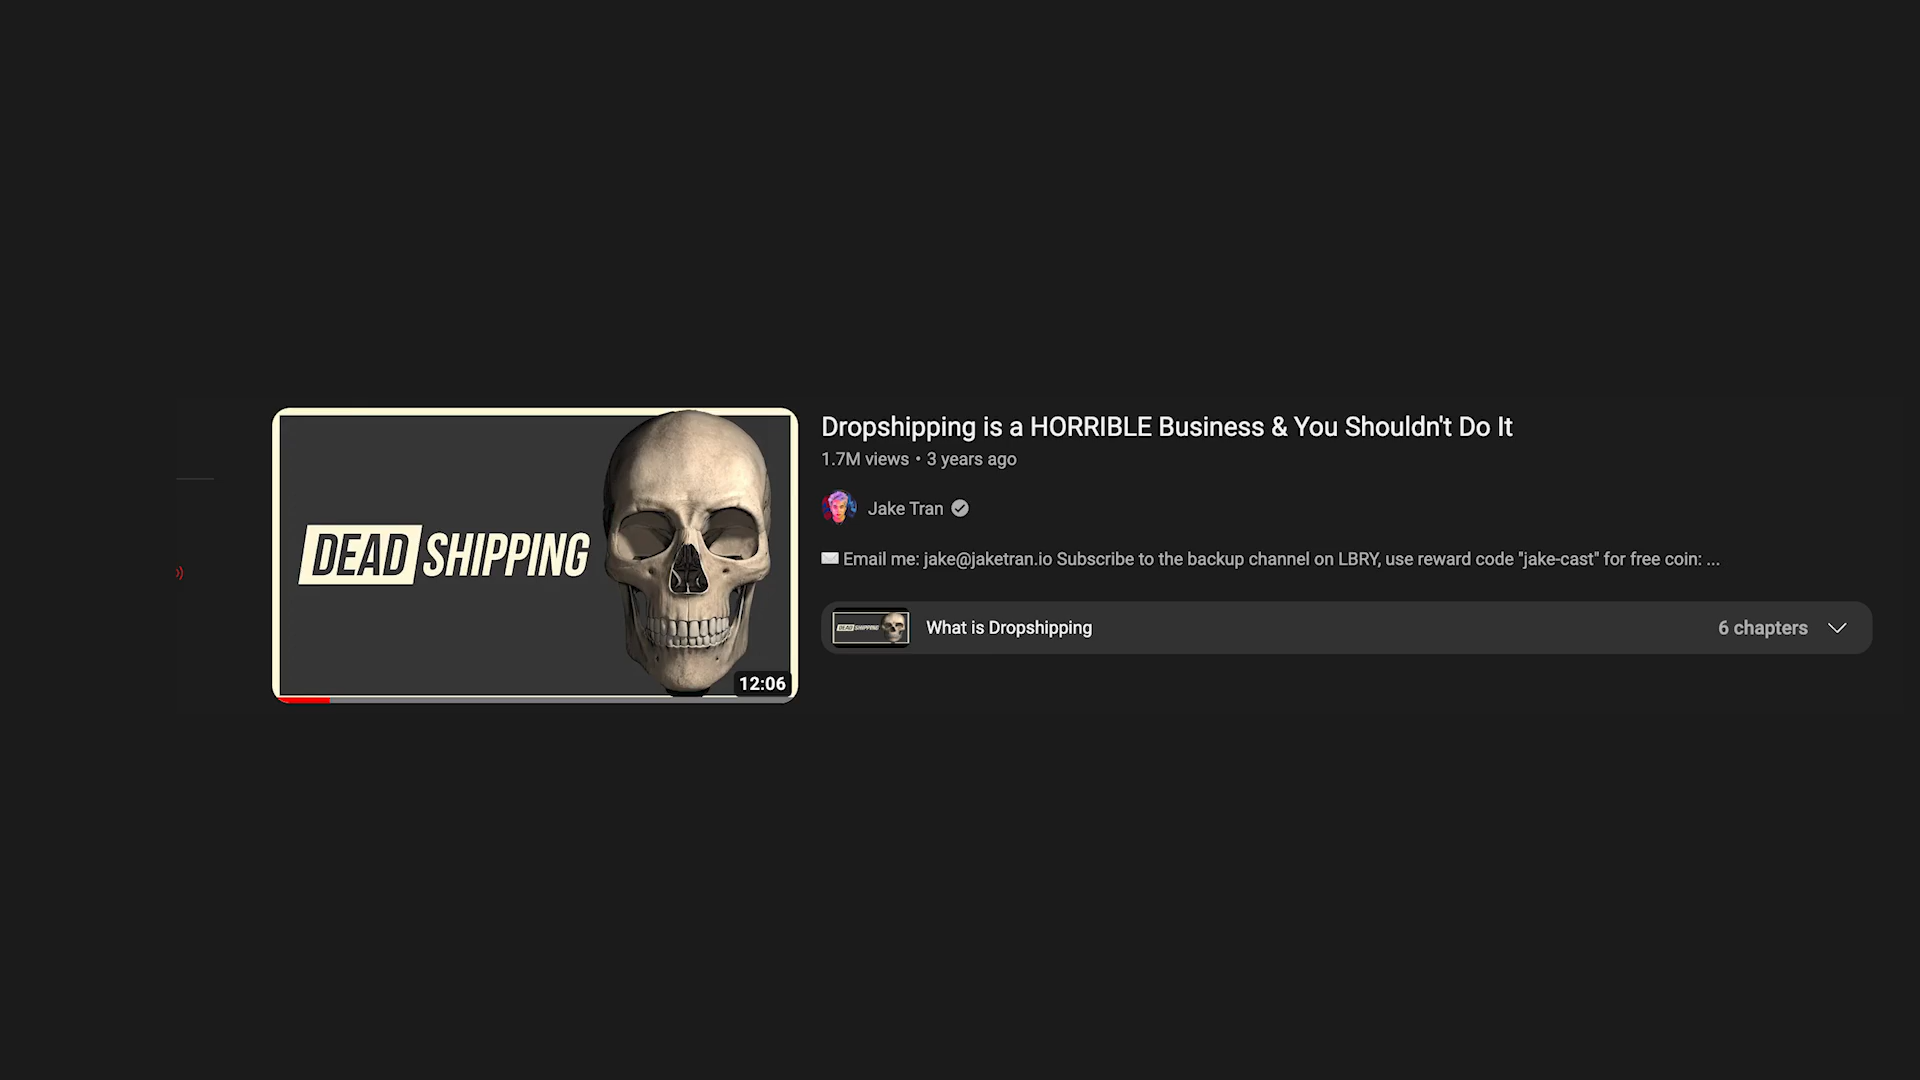 DEAD SHIPPING
12:06
Dropshipping is a HORRIBLE Business & You Shouldn't Do It
1.7M views • 3 years ago
Jake Tran
Email me: jake@jaketran.io Subscribe to the backup channel on LBRY, use reward code "jake-cast" for free coin: ...
DEAD SHIPPING
What is Dropshipping
6 chapters